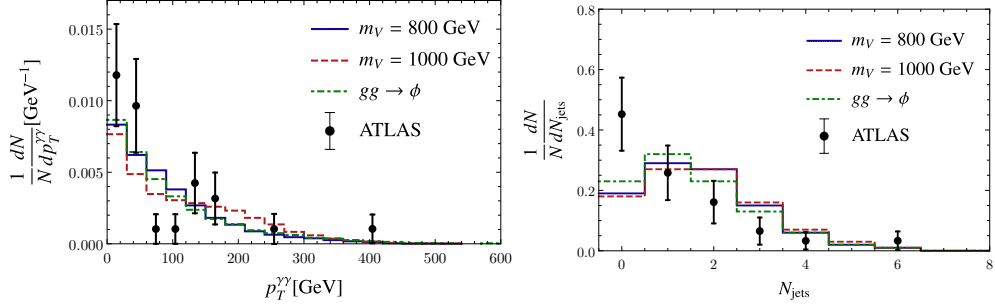 0.015
0.010
0.005
0.000
1/N dN/dp_T^γγ [GeV⁻¹]
m_V = 800 GeV
m_V = 1000 GeV
gg → ϕ
ATLAS
0 100 200 300 400 500 600
p_T^γγ [GeV]
0.8
0.6
0.4
0.2
0.0
1/N dN/dN_jets
m_V = 800 GeV
m_V = 1000 GeV
gg → ϕ
ATLAS
0 2 4 6 8
N_jets